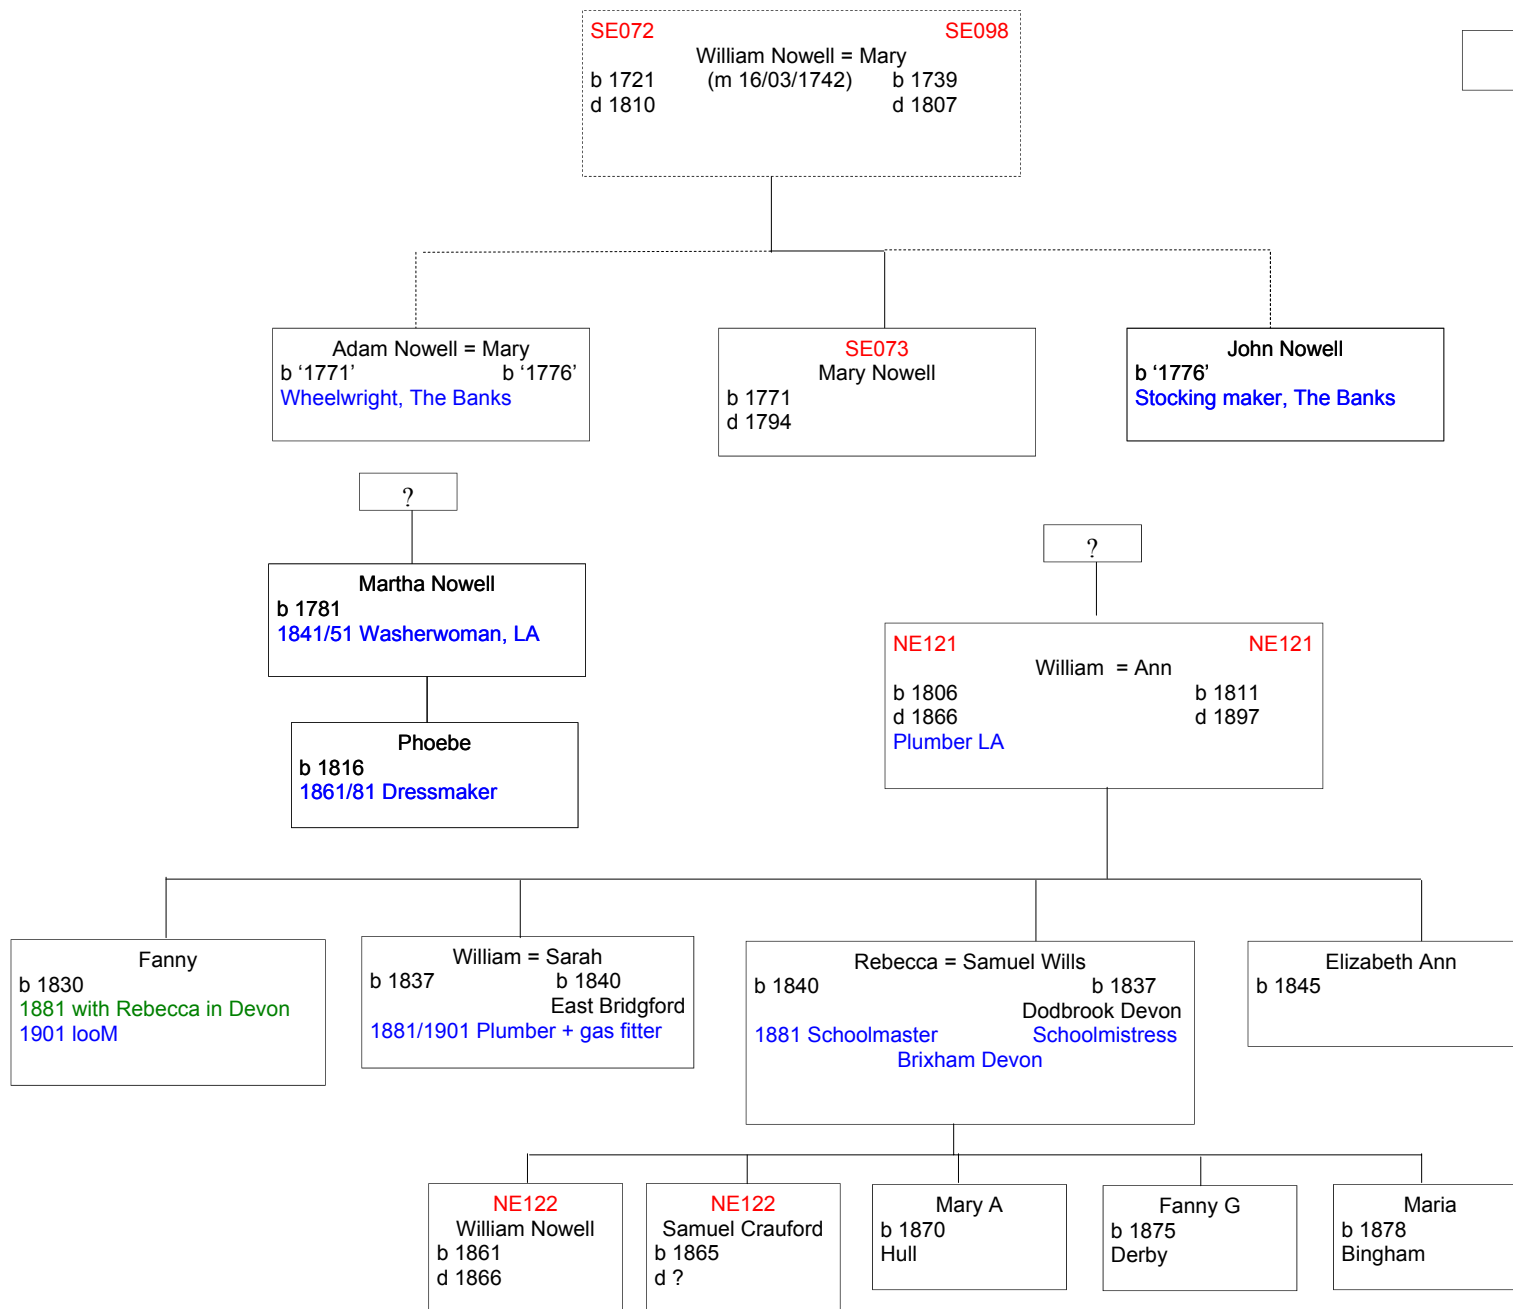 SE072 SE098
William Nowell = Mary
b 1721 (m 16/03/1742) b 1739
d 1810 d 1807
Adam Nowell = Mary
b ‘1771’ b ‘1776’
Wheelwright, The Banks
SE073
Mary Nowell
b 1771
d 1794
John Nowell
b ‘1776’
Stocking maker, The Banks
?
Martha Nowell
b 1781
1841/51 Washerwoman, LA
Phoebe
b 1816
1861/81 Dressmaker
?
NE121 NE121
William = Ann
b 1806 b 1811
d 1866 d 1897
Plumber LA
Fanny
b 1830
1881 with Rebecca in Devon
1901 looM
William = Sarah
b 1837 b 1840
East Bridgford
1881/1901 Plumber + gas fitter
Rebecca = Samuel Wills
b 1840 b 1837
Dodbrook Devon
1881 Schoolmaster Schoolmistress
Brixham Devon
Elizabeth Ann
b 1845
NE122
William Nowell
b 1861
d 1866
NE122
Samuel Crauford
b 1865
d ?
Mary A
b 1870
Hull
Fanny G
b 1875
Derby
Maria
b 1878
Bingham